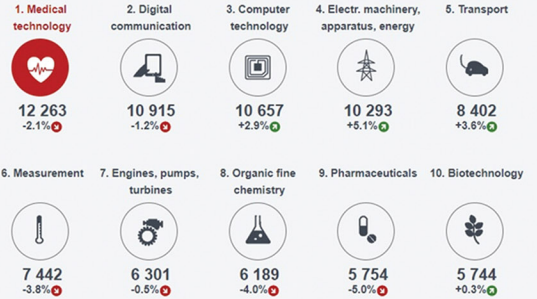 1. Medical technology
2. Digital communication
3. Computer technology
4. Electr. machinery, apparatus, energy
5. Transport
12 263
10 915
10 657
10 293
8 402
-2.1%
-1.2%
+2.9%
+5.1%
+3.6%
6. Measurement
7. Engines, pumps, turbines
8. Organic fine chemistry
9. Pharmaceuticals
10. Biotechnology
7 442
6 301
6 189
5 754
5 744
-3.8%
-0.5%
-4.0%
-5.0%
+0.3%